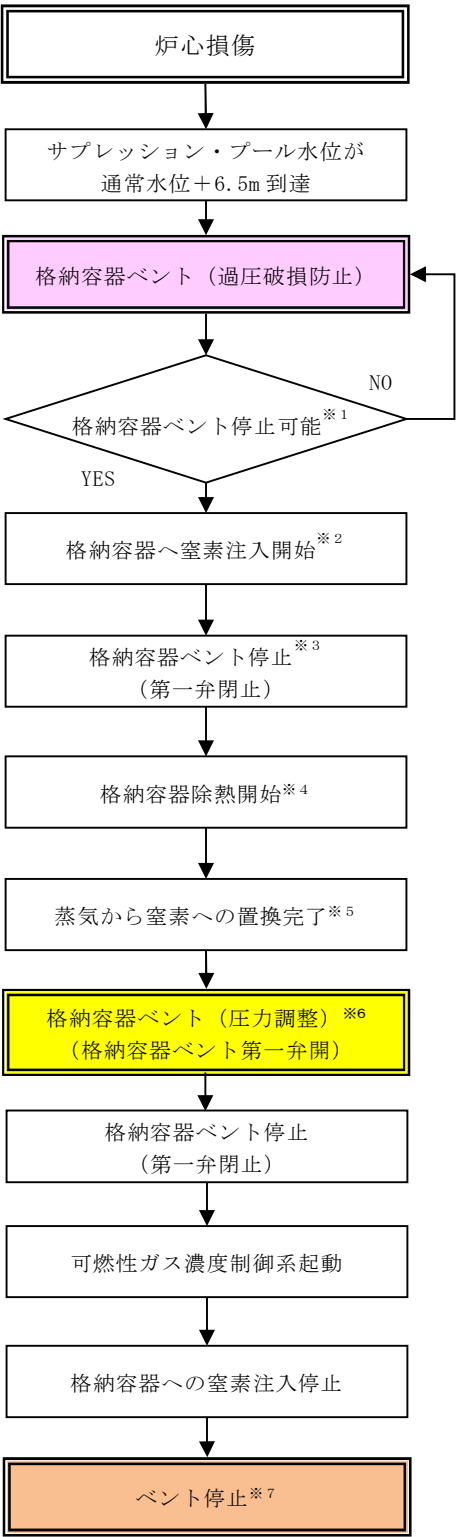 炉心損傷
サプレッション・プール水位が
通常水位＋6.5m 到達
格納容器ベント（過圧破損防止）
NO
格納容器ベント停止可能※１
YES
格納容器へ窒素注入開始※２
格納容器ベント停止※３
（第一弁閉止）
格納容器除熱開始※４
蒸気から窒素への置換完了※５
格納容器ベント（圧力調整）※6
（格納容器ベント第一弁開）
格納容器ベント停止
（第一弁閉止）
可燃性ガス濃度制御系起動
格納容器への窒素注入停止
ベント停止※７